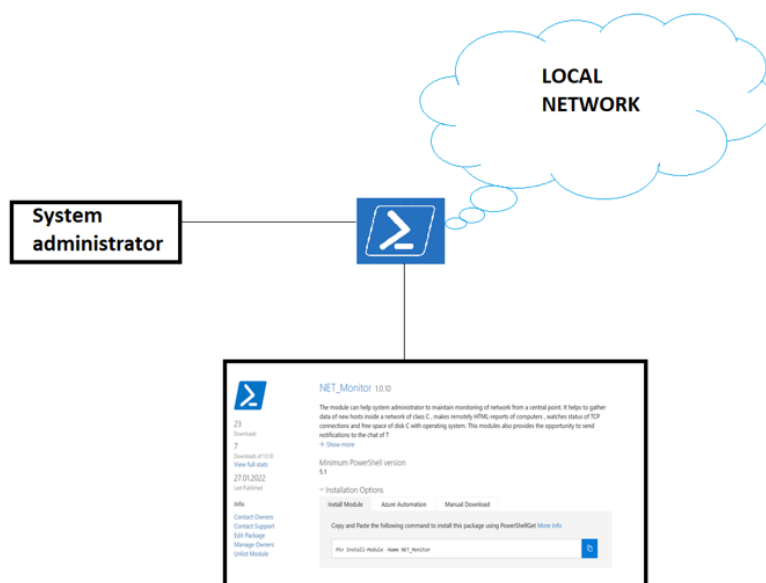 LOCAL
NETWORK
System
administrator
NET_Monitor 1.0.10
The module can help system administrator to maintain monitoring of network from a central point. It helps to gather
data of new hosts inside a network of class C , makes remotely HTML-reports of computers , watches status of TCP
connections and free space of disk C with operating system. This modules also provides the opportunity to send
notifications to the chat of T
+ Show more
23
Downloads
7
Downloads of 1.0.10
View full stats
27.01.2022
Last Published
Info
Contact Owners
Contact Support
Edit Package
Manage Owners
Unlist Module
Minimum PowerShell version
5.1
Installation Options
Install Module
Azure Automation
Manual Download
Copy and Paste the following command to install this package using PowerShellGet More Info
PS> Install-Module -Name NET_Monitor